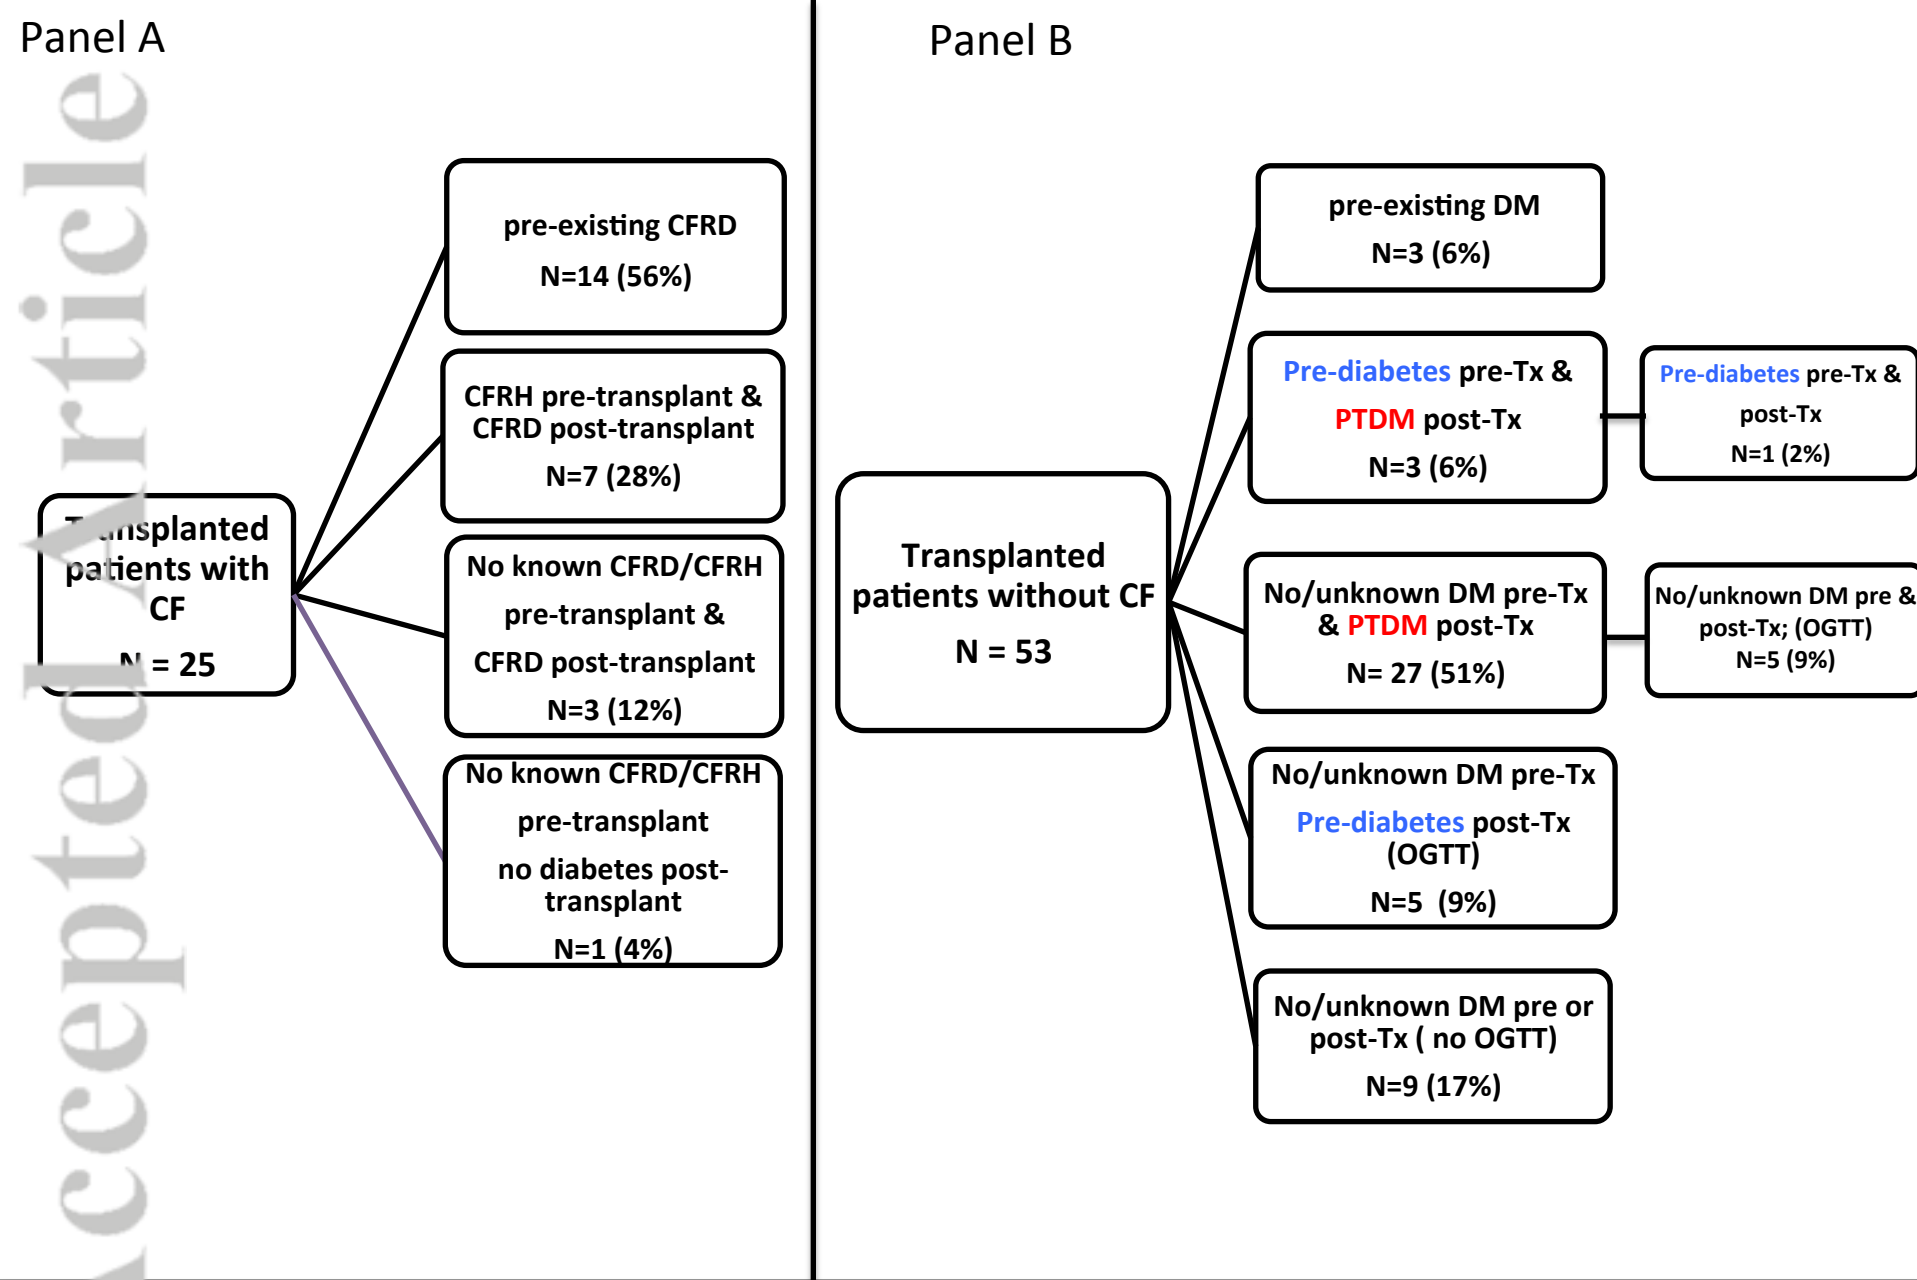 Panel A
Accepted Article
Transplanted
patients with
CF
N = 25
pre-existing CFRD
N=14 (56%)
CFRH pre-transplant &
CFRD post-transplant
N=7 (28%)
No known CFRD/CFRH
pre-transplant &
CFRD post-transplant
N=3 (12%)
No known CFRD/CFRH
pre-transplant
no diabetes post-
transplant
N=1 (4%)
Panel B
Transplanted
patients without CF
N = 53
pre-existing DM
N=3 (6%)
Pre-diabetes pre-Tx &
PTDM post-Tx
N=3 (6%)
Pre-diabetes pre-Tx &
post-Tx
N=1 (2%)
No/unknown DM pre-Tx
& PTDM post-Tx
N= 27 (51%)
No/unknown DM pre &
post-Tx; (OGTT)
N=5 (9%)
No/unknown DM pre-Tx
Pre-diabetes post-Tx
(OGTT)
N=5 (9%)
No/unknown DM pre or
post-Tx ( no OGTT)
N=9 (17%)